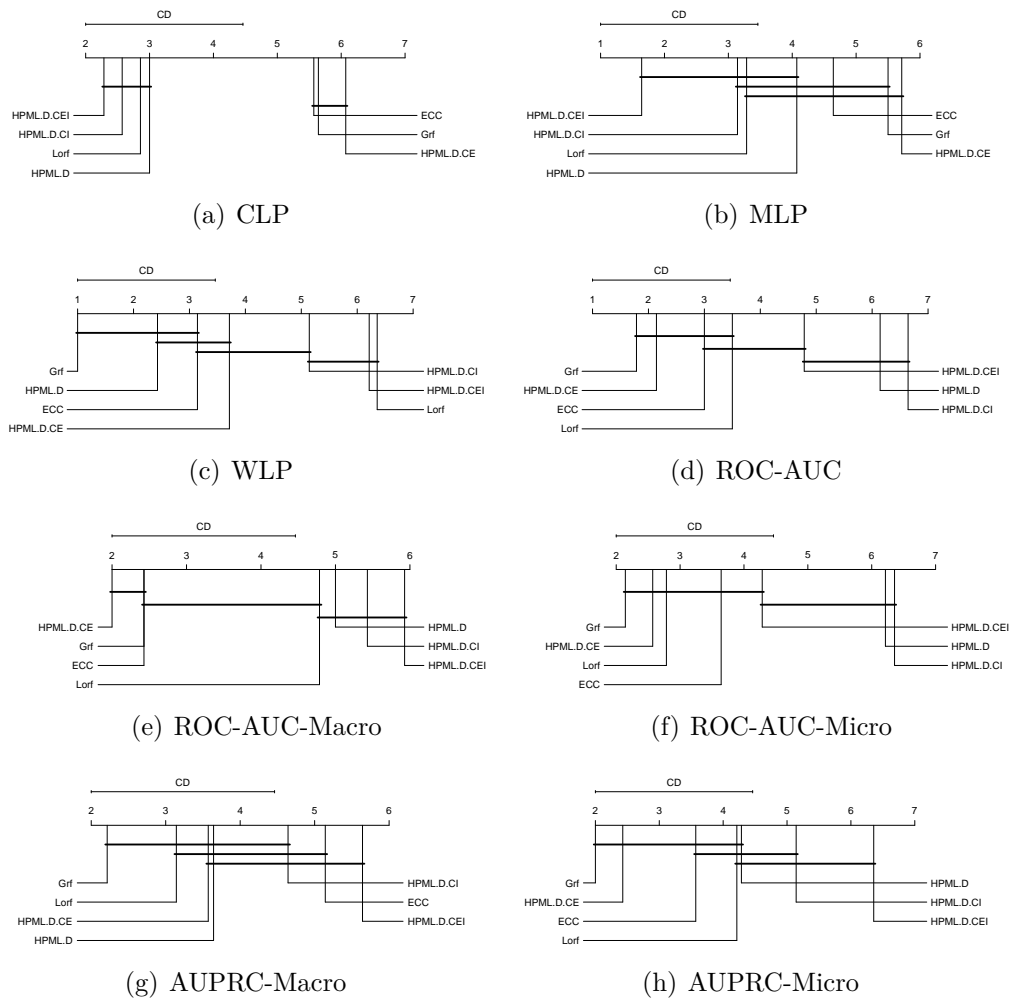 CD
2 3 4 5 6 7
HPML.D.CEI
HPML.D.CI
Lorf
HPML.D
ECC
Grf
HPML.D.CE
(a) CLP
CD
1 2 3 4 5 6
HPML.D.CEI
HPML.D.CI
Lorf
HPML.D
ECC
Grf
HPML.D.CE
(b) MLP
CD
1 2 3 4 5 6 7
Grf
HPML.D
ECC
HPML.D.CE
HPML.D.CI
HPML.D.CEI
Lorf
(c) WLP
CD
1 2 3 4 5 6 7
Grf
HPML.D.CE
ECC
Lorf
HPML.D.CEI
HPML.D
HPML.D.CI
(d) ROC-AUC
CD
2 3 4 5 6
HPML.D.CE
Grf
ECC
Lorf
HPML.D
HPML.D.CI
HPML.D.CEI
(e) ROC-AUC-Macro
CD
2 3 4 5 6 7
Grf
HPML.D.CE
Lorf
ECC
HPML.D.CEI
HPML.D
HPML.D.CI
(f) ROC-AUC-Micro
CD
2 3 4 5 6
Grf
Lorf
HPML.D.CE
HPML.D
HPML.D.CI
ECC
HPML.D.CEI
(g) AUPRC-Macro
CD
2 3 4 5 6 7
Grf
HPML.D.CE
ECC
Lorf
HPML.D
HPML.D.CI
HPML.D.CEI
(h) AUPRC-Micro